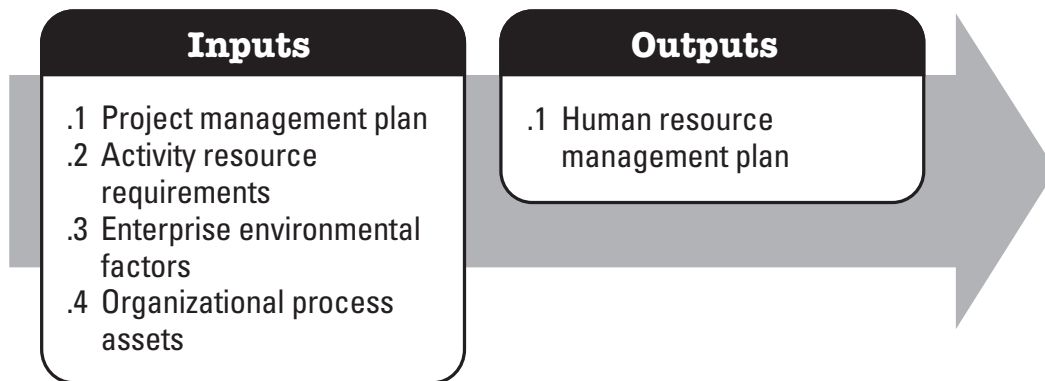 Inputs
.1 Project management plan
.2 Activity resource
requirements
.3 Enterprise environmental
factors
.4 Organizational process
assets
Outputs
.1 Human resource
management plan